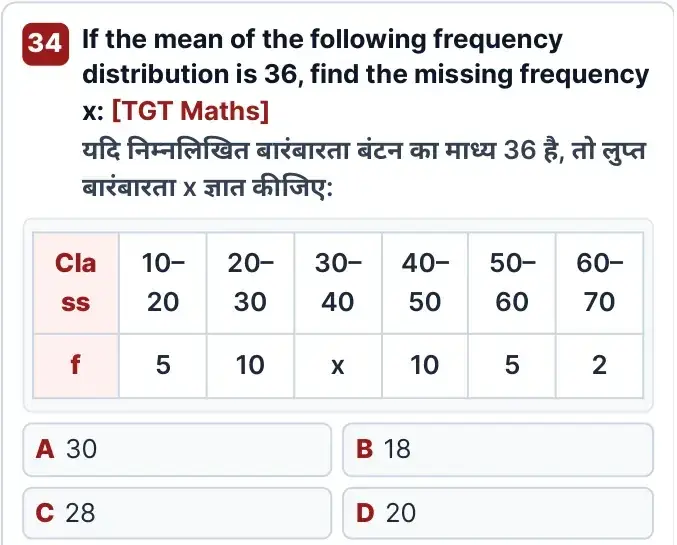 34 If the mean of the following frequency
distribution is 36, find the missing frequency
x: [TGT Maths]
यदि निम्नलिखित बारंबारता बंटन का माध्य 36 है, तो लुप्त
बारंबारता x ज्ञात कीजिए:
Cla 10– 20– 30– 40– 50– 60–
ss 20 30 40 50 60 70
f 5 10 x 10 5 2
A 30 B 18
C 28 D 20